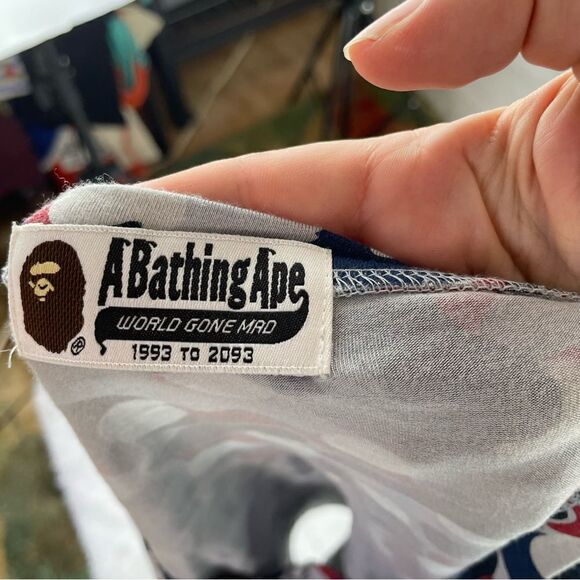 A Bathing Ape
WORLD GONE MAD
1993 TO 2093
®